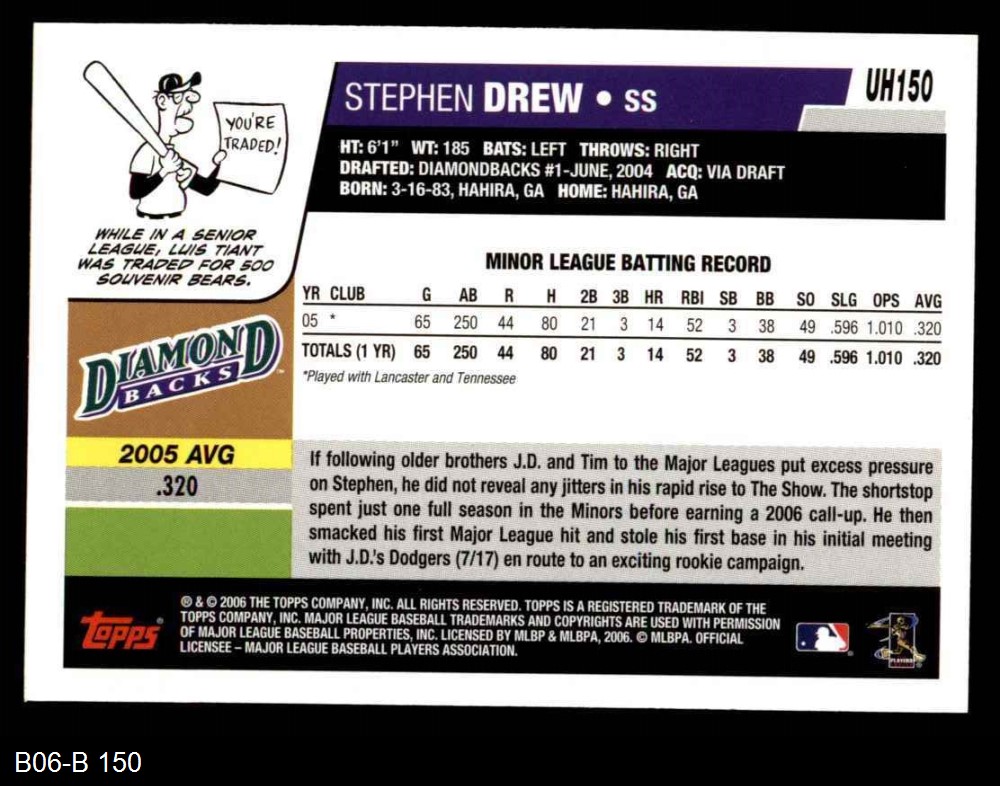 STEPHEN DREW • SS
UH150
YOU'RE
TRADED!
HT: 6'1" WT: 185 BATS: LEFT THROWS: RIGHT
DRAFTED: DIAMONDBACKS #1-JUNE, 2004 ACQ: VIA DRAFT
BORN: 3-16-83, HAHIRA, GA HOME: HAHIRA, GA
WHILE IN A SENIOR
LEAGUE, LUIS TIANT
WAS TRADED FOR 500
SOUVENIR BEARS.
MINOR LEAGUE BATTING RECORD
YR CLUB G AB R H 2B 3B HR RBI SB BB SO SLG OPS AVG
05 * 65 250 44 80 21 3 14 52 3 38 49 .596 1.010 .320
TOTALS (1 YR) 65 250 44 80 21 3 14 52 3 38 49 .596 1.010 .320
*Played with Lancaster and Tennessee
DIAMOND
BACKS
2005 AVG
.320
If following older brothers J.D. and Tim to the Major Leagues put excess pressure
on Stephen, he did not reveal any jitters in his rapid rise to The Show. The shortstop
spent just one full season in the Minors before earning a 2006 call-up. He then
smacked his first Major League hit and stole his first base in his initial meeting
with J.D.'s Dodgers (7/17) en route to an exciting rookie campaign.
Topps
® & © 2006 THE TOPPS COMPANY, INC. ALL RIGHTS RESERVED. TOPPS IS A REGISTERED TRADEMARK OF THE
TOPPS COMPANY, INC. MAJOR LEAGUE BASEBALL TRADEMARKS AND COPYRIGHTS ARE USED WITH PERMISSION
OF MAJOR LEAGUE BASEBALL PROPERTIES, INC. LICENSED BY MLBP & MLBPA, 2006. © MLBPA. OFFICIAL
LICENSEE – MAJOR LEAGUE BASEBALL PLAYERS ASSOCIATION.
PLAYERS
B06-B 150